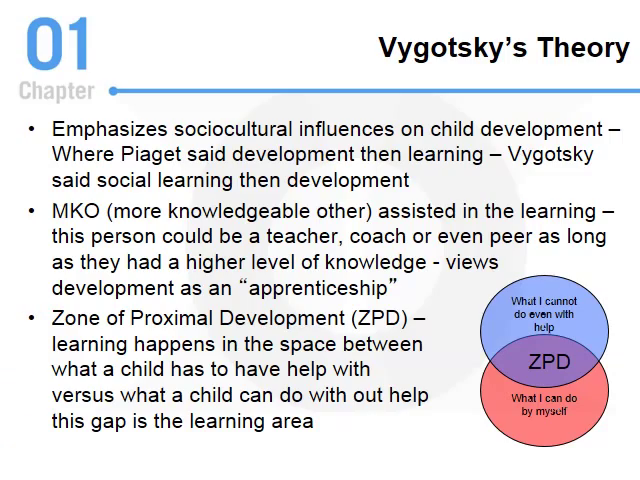 01
Chapter
Vygotsky’s Theory
• Emphasizes sociocultural influences on child development –
Where Piaget said development then learning – Vygotsky
said social learning then development
• MKO (more knowledgeable other) assisted in the learning –
this person could be a teacher, coach or even peer as long
as they had a higher level of knowledge - views
development as an “apprenticeship”
• Zone of Proximal Development (ZPD) –
learning happens in the space between
what a child has to have help with
versus what a child can do with out help
this gap is the learning area
What I cannot
do even with
help
ZPD
What I can do
by myself